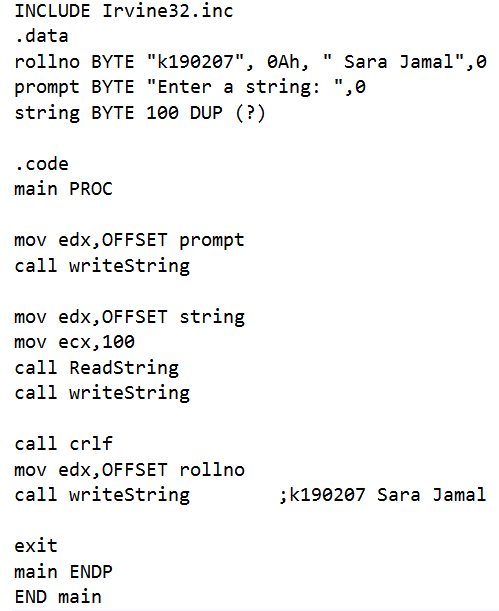 INCLUDE Irvine32.inc
.data
rollno BYTE "k190207", 0Ah, " Sara Jamal",0
prompt BYTE "Enter a string: ",0
string BYTE 100 DUP (?)
.code
main PROC
mov edx,OFFSET prompt
call writeString
mov edx,OFFSET string
mov ecx,100
call ReadString
call writeString
call crlf
mov edx,OFFSET rollno
call writeString ;k190207 Sara Jamal
exit
main ENDP
END main